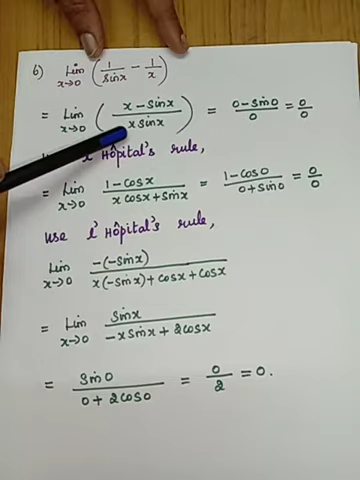 6) Lim x→0 (1/sinx - 1/x)
= Lim x→0 (x - sinx / x sinx) = 0 - sin0 / 0 = 0/0
l' Hôpital's rule,
= Lim x→0 1 - cosx / x cosx + sinx = 1 - cos0 / 0 + sin0 = 0/0
use l' Hôpital's rule,
Lim x→0 -(-sinx) / x(-sinx) + cosx + cosx
= Lim x→0 sinx / -x sinx + 2cosx
= sin0 / 0 + 2cos0 = 0/2 = 0.